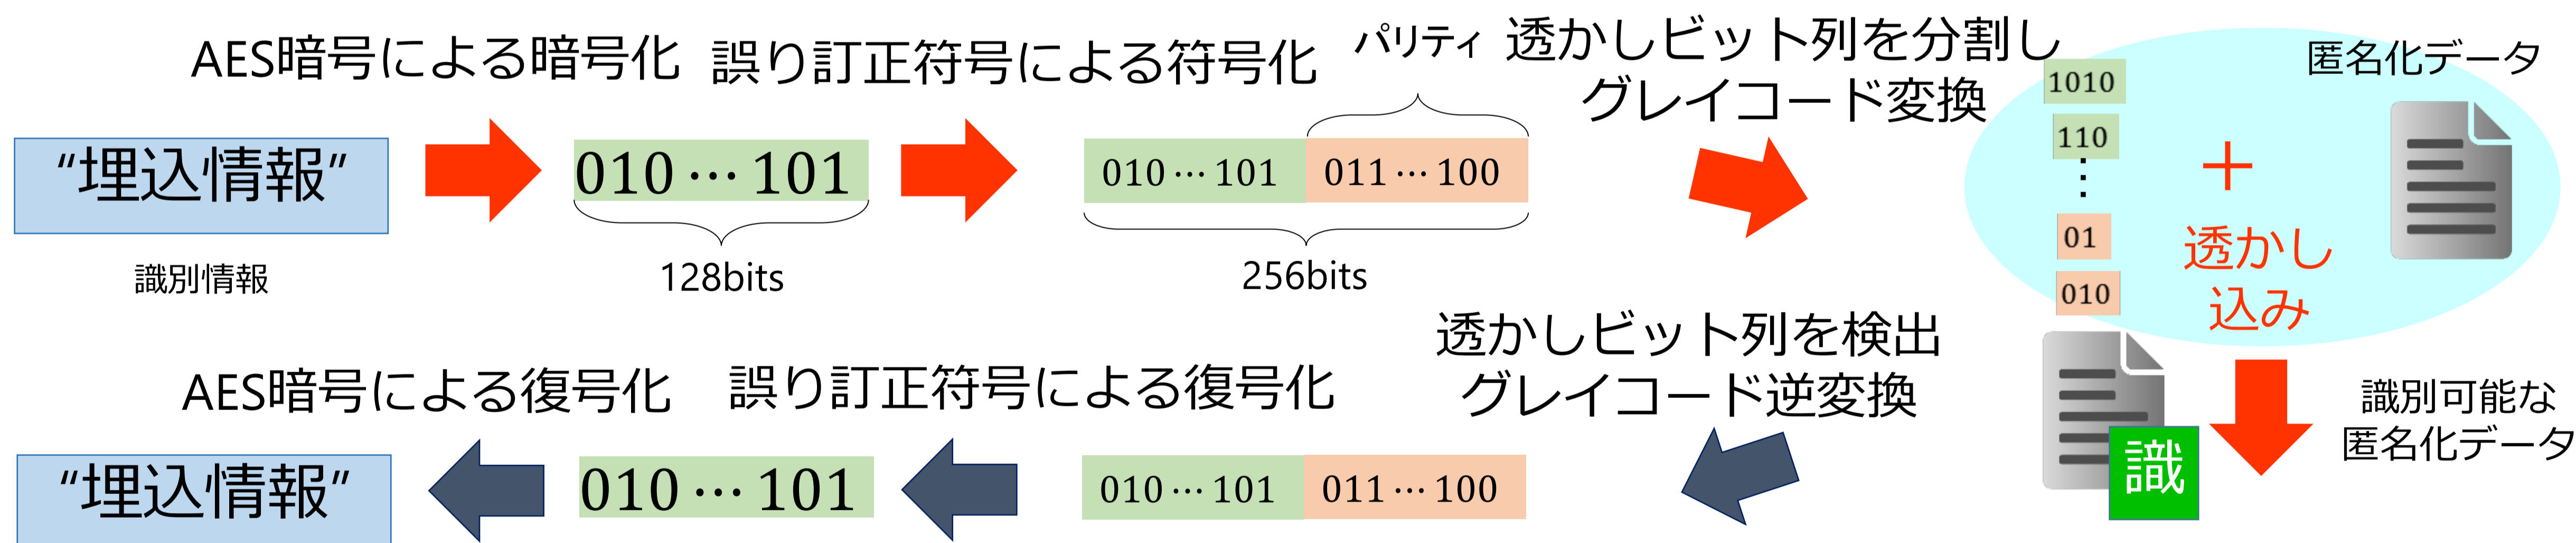 AES暗号による暗号化
誤り訂正符号による符号化
パリティ
透かしビット列を分割し
グレイコード変換
匿名化データ
“埋込情報”
識別情報
010 ··· 101
128bits
010 ··· 101
011 ··· 100
256bits
1010
110
⋮
01
010
+
透かし
込み
識別可能な
匿名化データ
識
透かしビット列を検出
グレイコード逆変換
誤り訂正符号による復号化
AES暗号による復号化
“埋込情報”
010 ··· 101
010 ··· 101
011 ··· 100